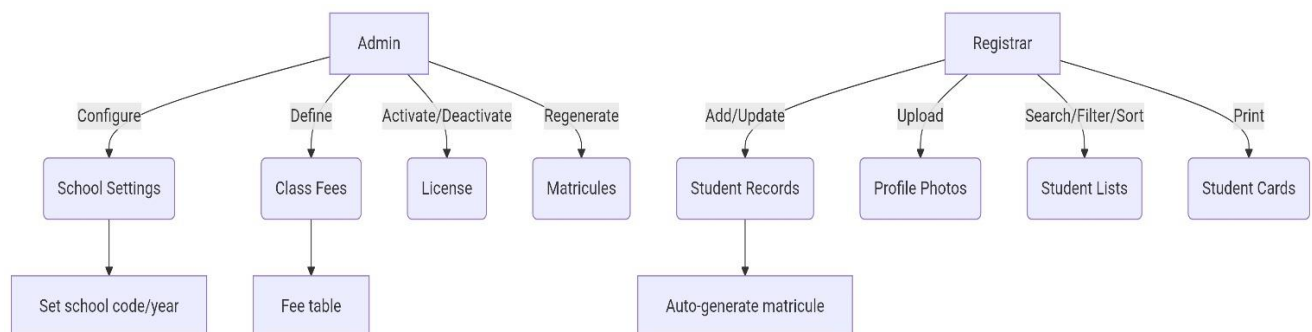 Admin
Registrar
Configure
Define
Activate/Deactivate
Regenerate
Add/Update
Upload
Search/Filter/Sort
Print
School Settings
Class Fees
License
Matricules
Student Records
Profile Photos
Student Lists
Student Cards
Set school code/year
Fee table
Auto-generate matricule